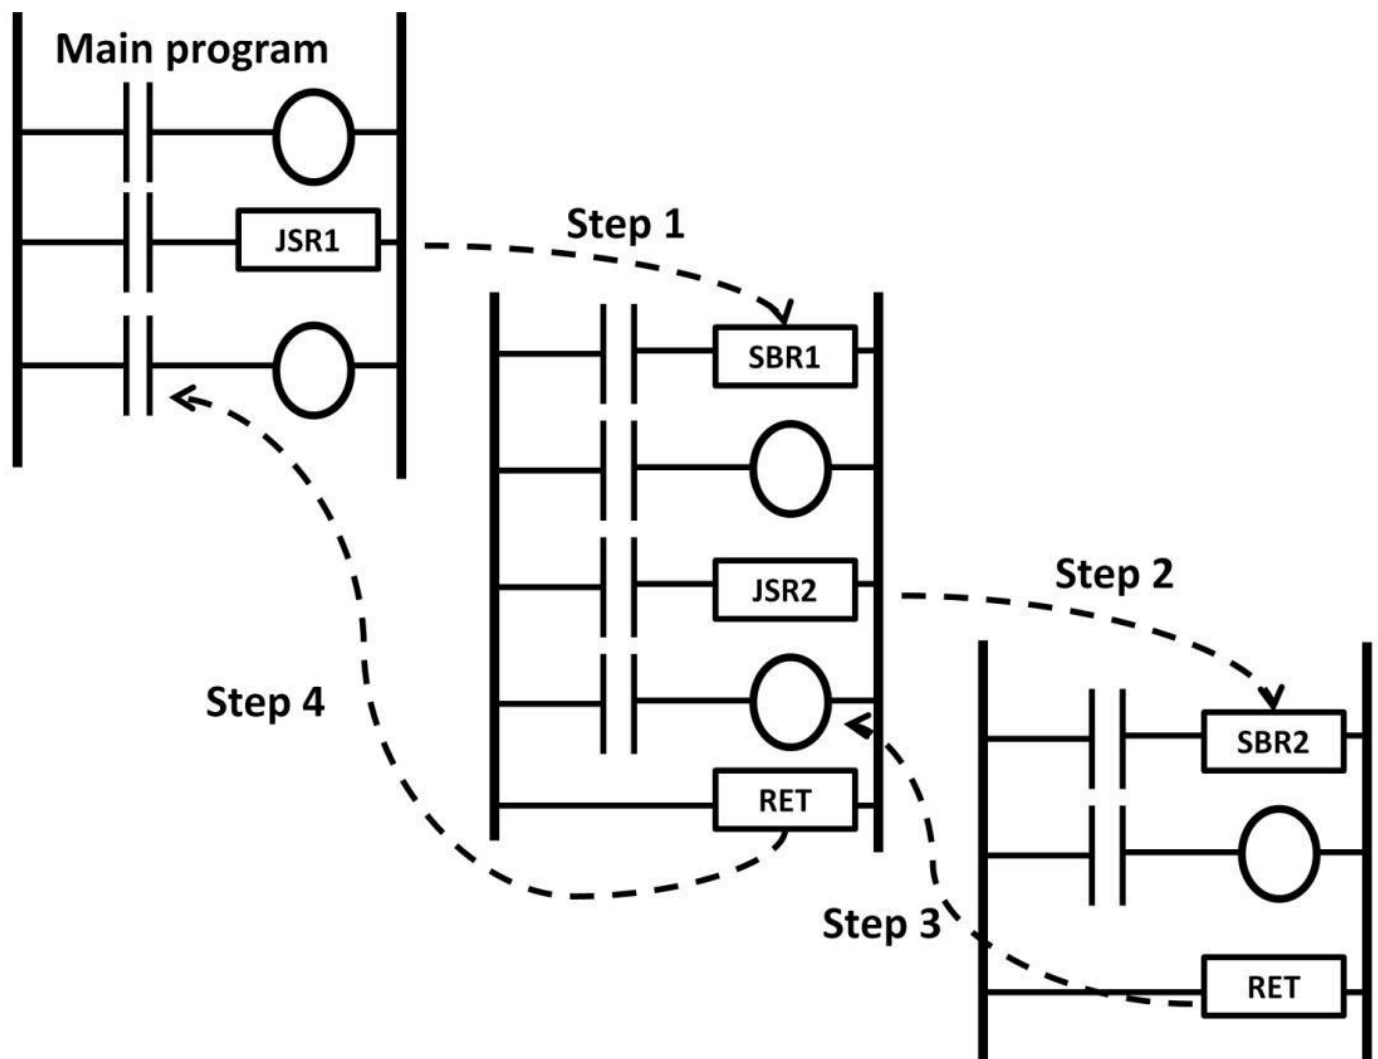 Main program
JSR1
Step 1
SBR1
JSR2
Step 2
Step 4
SBR2
RET
Step 3
RET